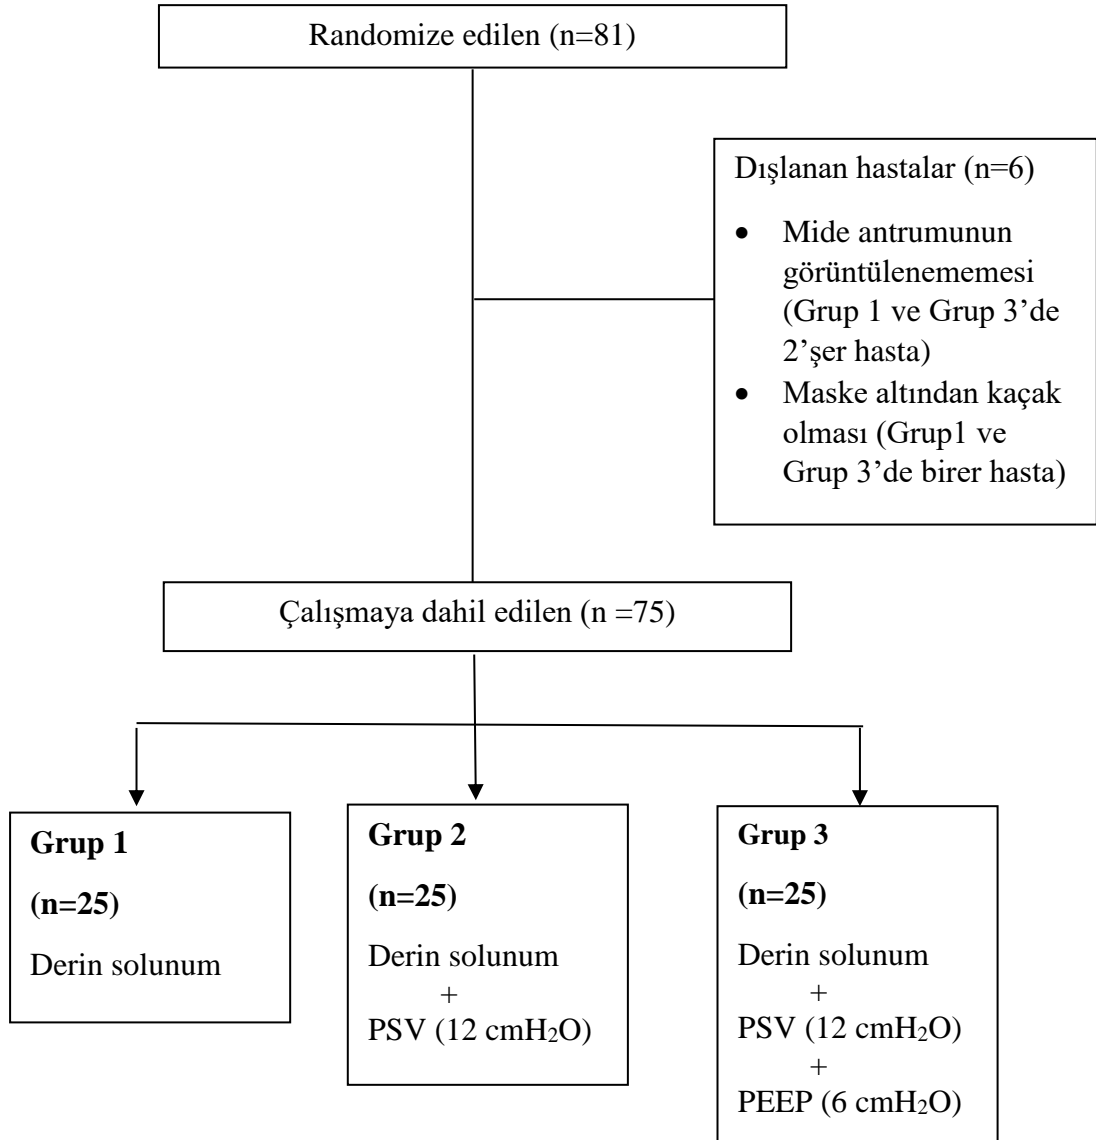 Randomize edilen (n=81)
Dışlanan hastalar (n=6)
• Mide antrumunun
görüntülenememesi
(Grup 1 ve Grup 3’de
2’şer hasta)
• Maske altından kaçak
olması (Grup1 ve
Grup 3’de birer hasta)
Çalışmaya dahil edilen (n =75)
Grup 1
(n=25)
Derin solunum
Grup 2
(n=25)
Derin solunum
+
PSV (12 cmH₂O)
Grup 3
(n=25)
Derin solunum
+
PSV (12 cmH₂O)
+
PEEP (6 cmH₂O)